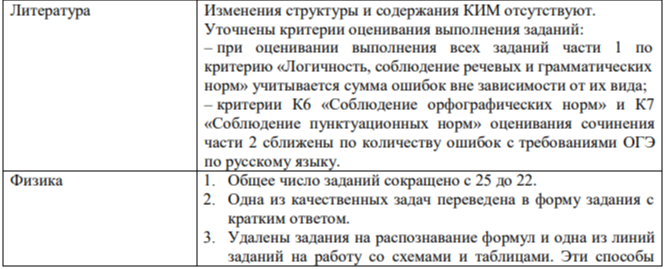 Литература
Изменения структуры и содержания КИМ отсутствуют.
Уточнены критерии оценивания выполнения заданий:
– при оценивании выполнения всех заданий части 1 по
критерию «Логичность, соблюдение речевых и грамматических
норм» учитывается сумма ошибок вне зависимости от их вида;
– критерии К6 «Соблюдение орфографических норм» и К7
«Соблюдение пунктуационных норм» оценивания сочинения
части 2 сближены по количеству ошибок с требованиями ОГЭ
по русскому языку.
Физика
1. Общее число заданий сокращено с 25 до 22.
2. Одна из качественных задач переведена в форму задания с
кратким ответом.
3. Удалены задания на распознавание формул и одна из линий
заданий на работу со схемами и таблицами. Эти способы